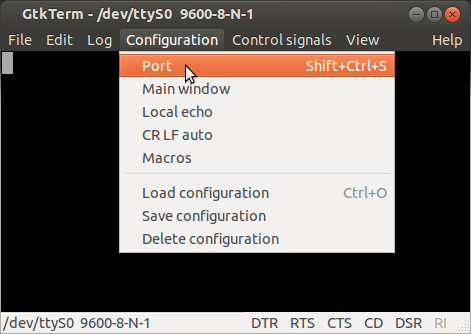 GtkTerm - /dev/ttyS0 9600-8-N-1
File Edit Log Configuration Control signals View Help
Port Shift+Ctrl+S
Main window
Local echo
CR LF auto
Macros
Load configuration Ctrl+O
Save configuration
Delete configuration
/dev/ttyS0 9600-8-N-1 DTR RTS CTS CD DSR RI